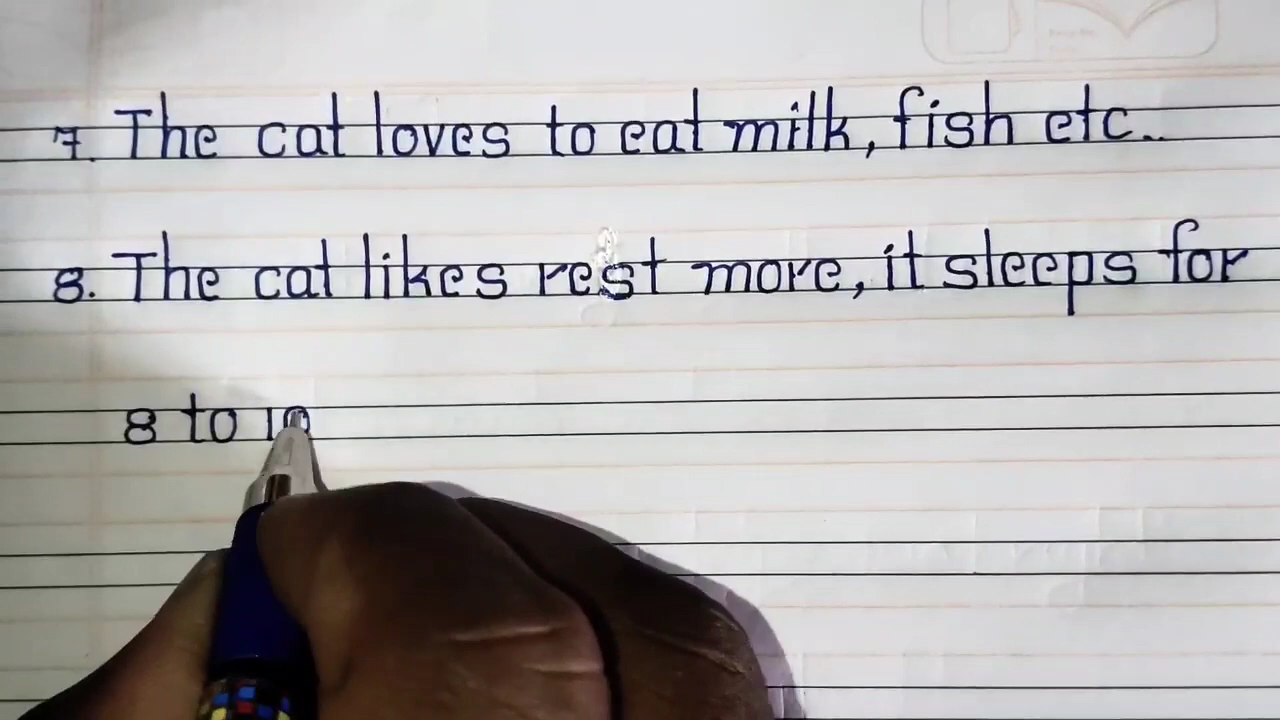 7. The cat loves to eat milk, fish etc..
8. The cat likes rest more, it sleeps for
8 to 10